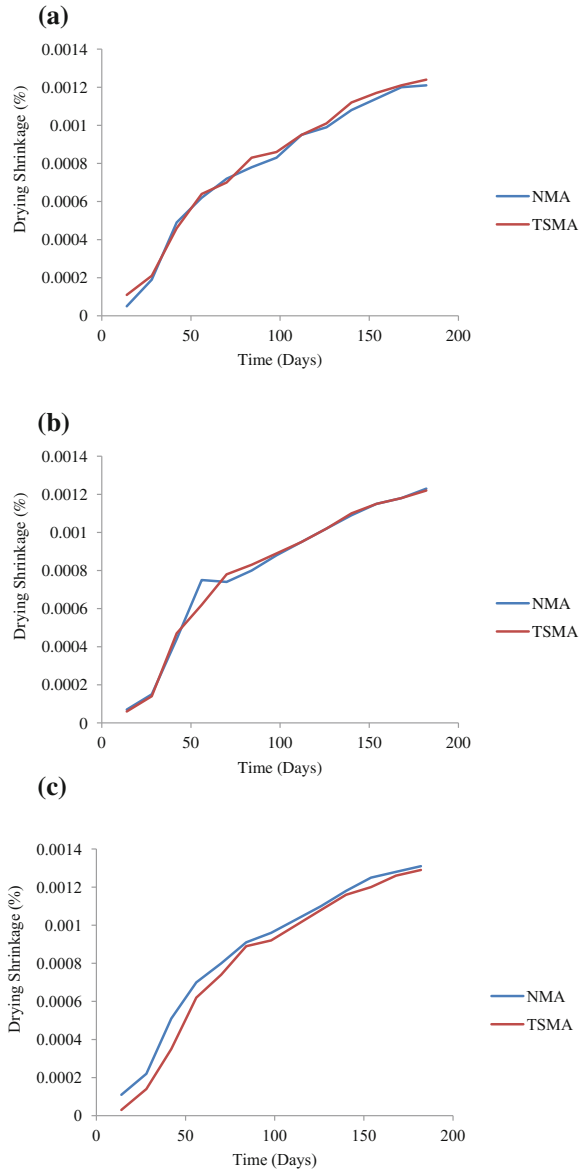 (a)
0.0014
0.0012
0.001
0.0008
0.0006
0.0004
0.0002
0
Drying Shrinkage (%)
0 50 100 150 200
Time (Days)
NMA
TSMA
(b)
0.0014
0.0012
0.001
0.0008
0.0006
0.0004
0.0002
0
Drying Shrinkage (%)
0 50 100 150 200
Time (Days)
NMA
TSMA
(c)
0.0014
0.0012
0.001
0.0008
0.0006
0.0004
0.0002
0
Drying Shrinkage (%)
0 50 100 150 200
Time (Days)
NMA
TSMA